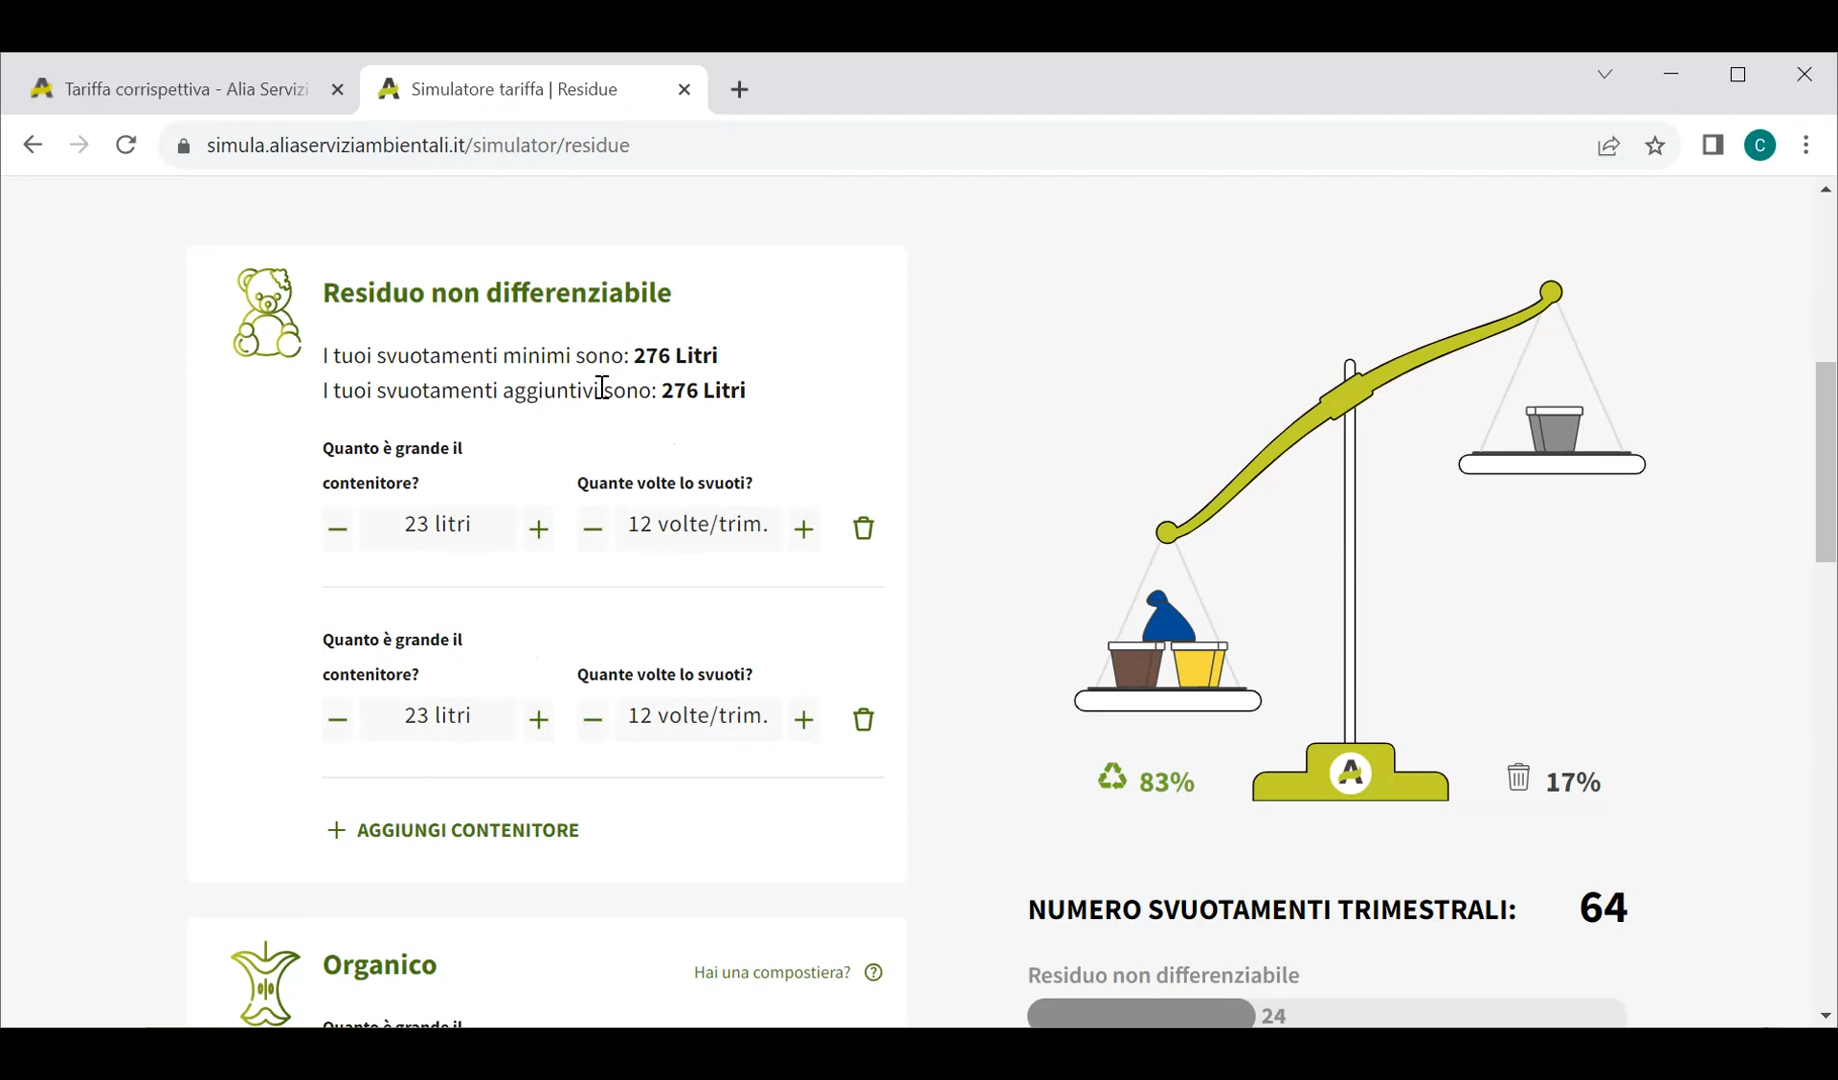 Tariffa corrispettiva - Alia Servizi
Simulatore tariffa | Residue
simula.aliaserviziambientali.it/simulator/residue
C
Residuo non differenziabile
I tuoi svuotamenti minimi sono: 276 Litri
I tuoi svuotamenti aggiuntivi sono: 276 Litri
Quanto è grande il
contenitore?
Quante volte lo svuoti?
− 23 litri +
− 12 volte/trim. +
Quanto è grande il
contenitore?
Quante volte lo svuoti?
− 23 litri +
− 12 volte/trim. +
+ AGGIUNGI CONTENITORE
Organico
Hai una compostiera? ?
Quanto è grande il
83%
A
17%
NUMERO SVUOTAMENTI TRIMESTRALI: 64
Residuo non differenziabile
24